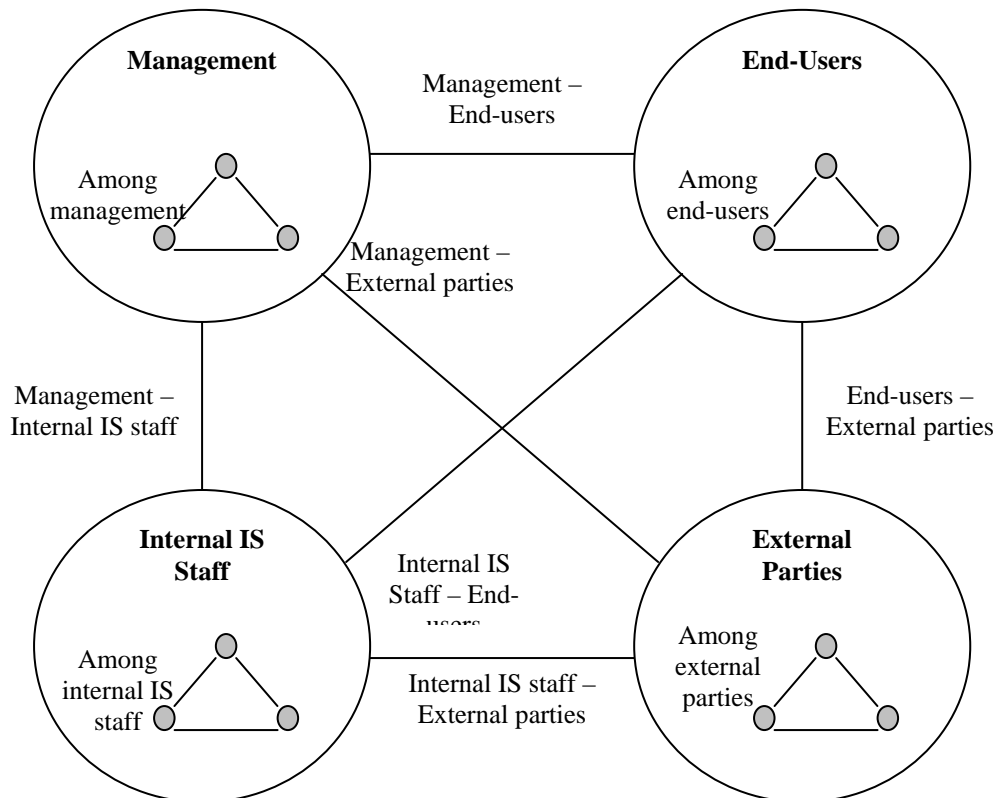 Management
End-Users
Management –
End-users
Among
management
Among
end-users
Management –
External parties
Management –
Internal IS staff
End-users –
External parties
Internal IS
Staff
External
Parties
Internal IS
Staff – End-
users
Among
internal IS
staff
Among
external
parties
Internal IS staff –
External parties